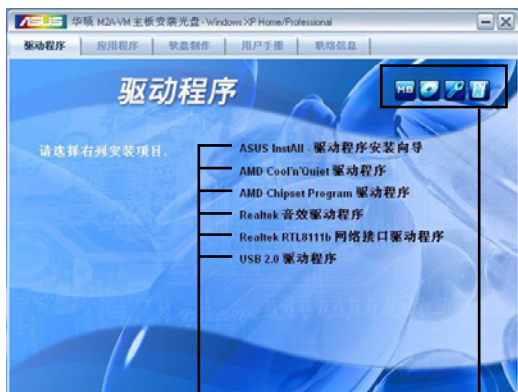 ASUS 华硕 M2A-VM 主板安装光盘 - Windows XP Home/Professional
驱动程序 应用程序 软盘制作 用户手册 联络信息
驱动程序
MB
请选择右列安装项目.
ASUS InstAll - 驱动程序安装向导
AMD Cool'n'Quiet 驱动程序
AMD Chipset Program 驱动程序
Realtek 音效驱动程序
Realtek RTL8111b 网络接口驱动程序
USB 2.0 驱动程序